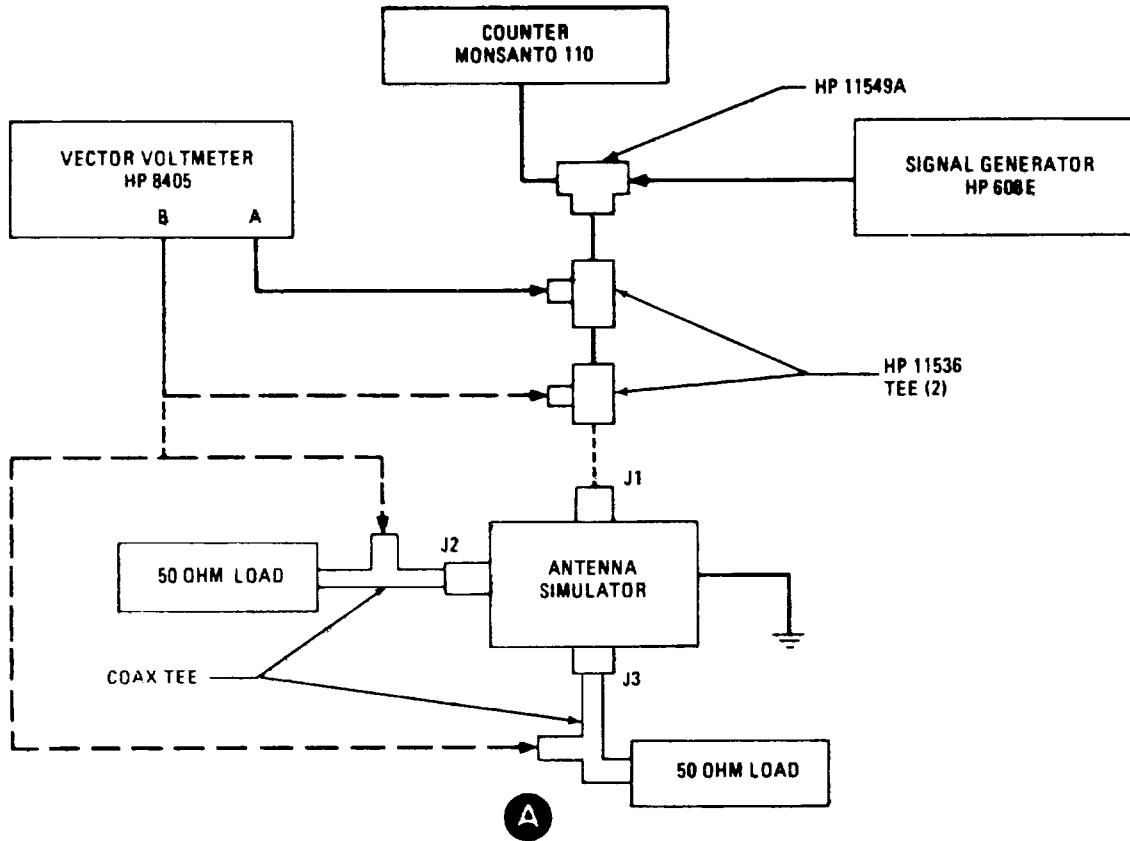 COUNTER
MONSANTO 110
HP 11549A
VECTOR VOLTMETER
HP 8405
B A
SIGNAL GENERATOR
HP 608E
HP 11536
TEE (2)
J1
J2
50 OHM LOAD
ANTENNA
SIMULATOR
COAX TEE
J3
50 OHM LOAD
A